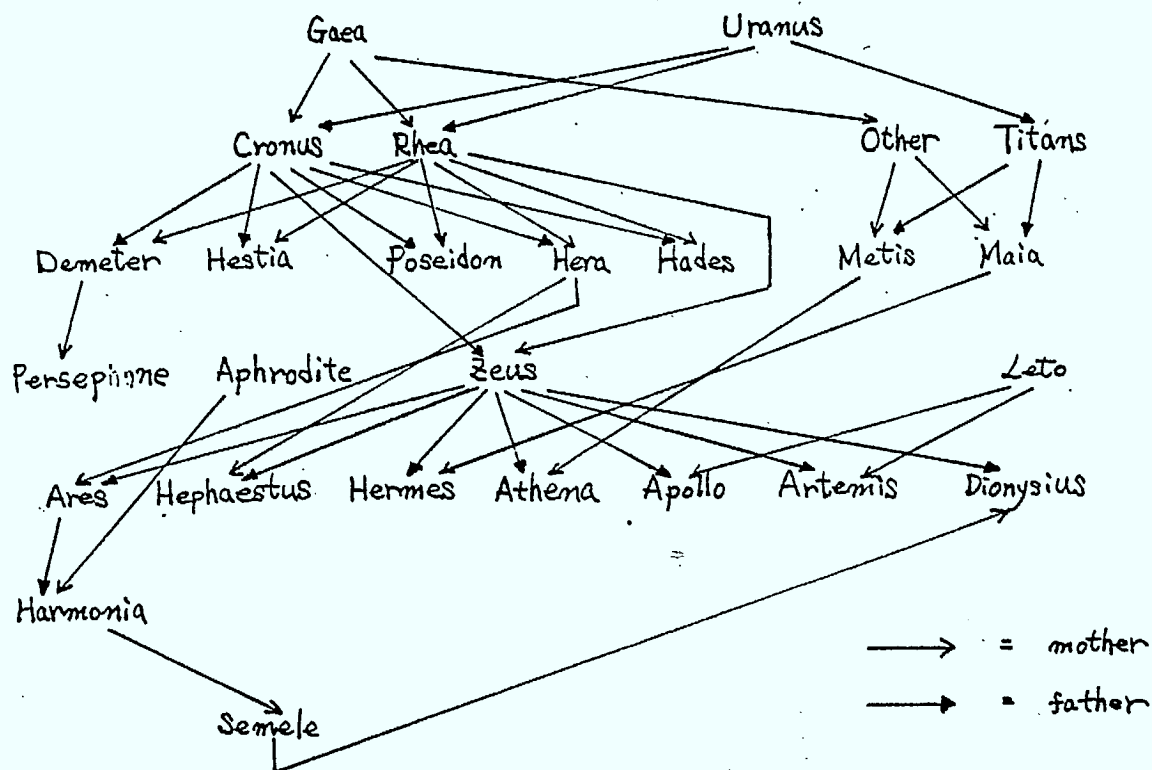 Gaea Uranus
Cronus Rhea Other Titans
Demeter Hestia Poseidon Hera Hades Metis Maia
Aphrodite Zeus Leto
Ares Hephaestus Hermes Athena Apollo Artemis Dionysius
Harmonia
= mother
= father
Semele